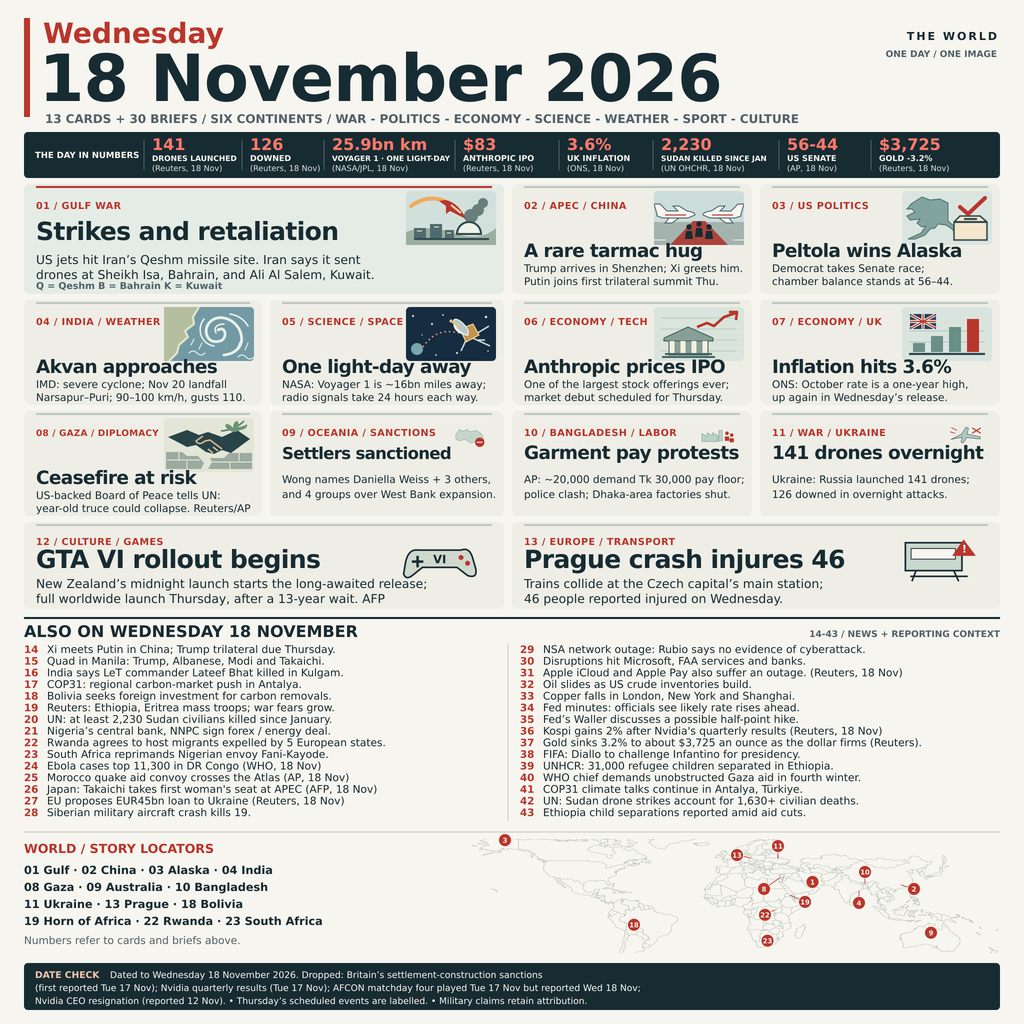 Wednesday
18 November 2026
THE WORLD
ONE DAY / ONE IMAGE
13 CARDS + 30 BRIEFS / SIX CONTINENTS / WAR - POLITICS - ECONOMY - SCIENCE - WEATHER - SPORT - CULTURE
THE DAY IN NUMBERS
141
DRONES LAUNCHED
(Reuters, 18 Nov)
126
DOWNED
(Reuters, 18 Nov)
25.9bn km
VOYAGER 1 · ONE LIGHT-DAY
(NASA/JPL, 18 Nov)
$83
ANTHROPIC IPO
(Reuters, 18 Nov)
3.6%
UK INFLATION
(ONS, 18 Nov)
2,230
SUDAN KILLED SINCE JAN
(UN OHCHR, 18 Nov)
56-44
US SENATE
(AP, 18 Nov)
$3,725
GOLD -3.2%
(Reuters, 18 Nov)
01 / GULF WAR
Strikes and retaliation
US jets hit Iran’s Qeshm missile site. Iran says it sent
drones at Sheikh Isa, Bahrain, and Ali Al Salem, Kuwait.
Q = Qeshm B = Bahrain K = Kuwait
02 / APEC / CHINA
A rare tarmac hug
Trump arrives in Shenzhen; Xi greets him.
Putin joins first trilateral summit Thu.
03 / US POLITICS
Peltola wins Alaska
Democrat takes Senate race;
chamber balance stands at 56–44.
04 / INDIA / WEATHER
Akvan approaches
IMD: severe cyclone; Nov 20 landfall
Narsapur–Puri; 90–100 km/h, gusts 110.
05 / SCIENCE / SPACE
One light-day away
NASA: Voyager 1 is ~16bn miles away;
radio signals take 24 hours each way.
06 / ECONOMY / TECH
Anthropic prices IPO
One of the largest stock offerings ever;
market debut scheduled for Thursday.
07 / ECONOMY / UK
Inflation hits 3.6%
ONS: October rate is a one-year high,
up again in Wednesday’s release.
08 / GAZA / DIPLOMACY
Ceasefire at risk
US-backed Board of Peace tells UN:
year-old truce could collapse. Reuters/AP
09 / OCEANIA / SANCTIONS
Settlers sanctioned
Wong names Daniella Weiss + 3 others,
and 4 groups over West Bank expansion.
10 / BANGLADESH / LABOR
Garment pay protests
AP: ~20,000 demand Tk 30,000 pay floor;
police clash; Dhaka-area factories shut.
11 / WAR / UKRAINE
141 drones overnight
Ukraine: Russia launched 141 drones;
126 downed in overnight attacks.
12 / CULTURE / GAMES
GTA VI rollout begins
VI
New Zealand’s midnight launch starts the long-awaited release;
full worldwide launch Thursday, after a 13-year wait. AFP
13 / EUROPE / TRANSPORT
Prague crash injures 46
!
Trains collide at the Czech capital’s main station;
46 people reported injured on Wednesday.
ALSO ON WEDNESDAY 18 NOVEMBER
14-43 / NEWS + REPORTING CONTEXT
14 Xi meets Putin in China; Trump trilateral due Thursday.
15 Quad in Manila: Trump, Albanese, Modi and Takaichi.
16 India says LeT commander Lateef Bhat killed in Kulgam.
17 COP31: regional carbon-market push in Antalya.
18 Bolivia seeks foreign investment for carbon removals.
19 Reuters: Ethiopia, Eritrea mass troops; war fears grow.
20 UN: at least 2,230 Sudan civilians killed since January.
21 Nigeria’s central bank, NNPC sign forex / energy deal.
22 Rwanda agrees to host migrants expelled by 5 European states.
23 South Africa reprimands Nigerian envoy Fani-Kayode.
24 Ebola cases top 11,300 in DR Congo (WHO, 18 Nov)
25 Morocco quake aid convoy crosses the Atlas (AP, 18 Nov)
26 Japan: Takaichi takes first woman's seat at APEC (AFP, 18 Nov)
27 EU proposes EUR45bn loan to Ukraine (Reuters, 18 Nov)
28 Siberian military aircraft crash kills 19.
29 NSA network outage: Rubio says no evidence of cyberattack.
30 Disruptions hit Microsoft, FAA services and banks.
31 Apple iCloud and Apple Pay also suffer an outage. (Reuters, 18 Nov)
32 Oil slides as US crude inventories build.
33 Copper falls in London, New York and Shanghai.
34 Fed minutes: officials see likely rate rises ahead.
35 Fed’s Waller discusses a possible half-point hike.
36 Kospi gains 2% after Nvidia's quarterly results (Reuters, 18 Nov)
37 Gold sinks 3.2% to about $3,725 an ounce as the dollar firms (Reuters).
38 FIFA: Diallo to challenge Infantino for presidency.
39 UNHCR: 31,000 refugee children separated in Ethiopia.
40 WHO chief demands unobstructed Gaza aid in fourth winter.
41 COP31 climate talks continue in Antalya, Türkiye.
42 UN: Sudan drone strikes account for 1,630+ civilian deaths.
43 Ethiopia child separations reported amid aid cuts.
WORLD / STORY LOCATORS
01 Gulf · 02 China · 03 Alaska · 04 India
08 Gaza · 09 Australia · 10 Bangladesh
11 Ukraine · 13 Prague · 18 Bolivia
19 Horn of Africa · 22 Rwanda · 23 South Africa
Numbers refer to cards and briefs above.
3
11
13
10
1
8
2
19
4
22
18
9
23
DATE CHECK Dated to Wednesday 18 November 2026. Dropped: Britain’s settlement-construction sanctions
(first reported Tue 17 Nov); Nvidia quarterly results (Tue 17 Nov); AFCON matchday four played Tue 17 Nov but reported Wed 18 Nov;
Nvidia CEO resignation (reported 12 Nov). • Thursday’s scheduled events are labelled. • Military claims retain attribution.